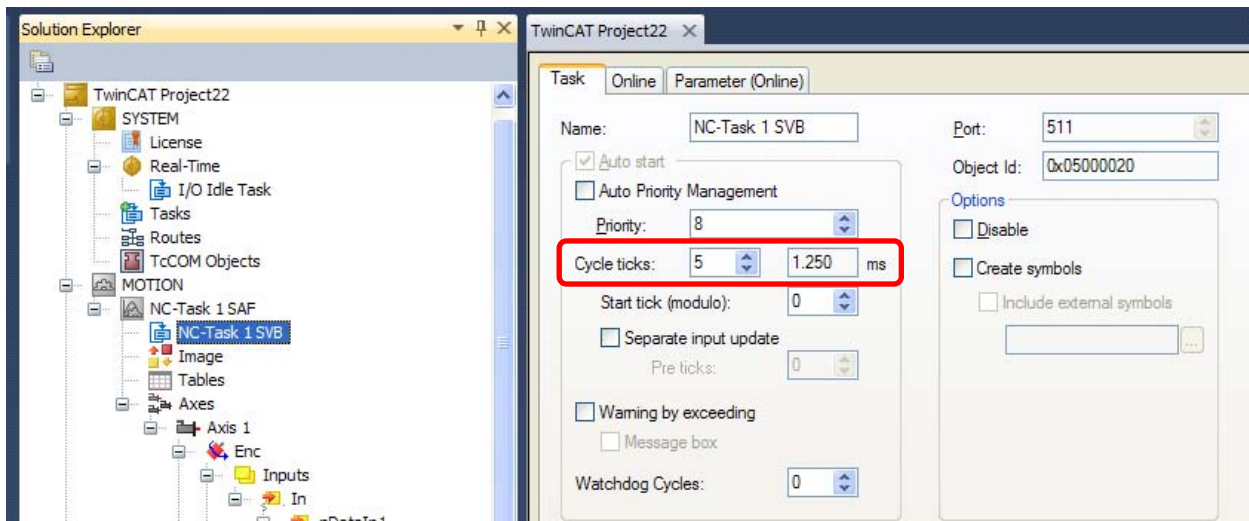 Solution Explorer
TwinCAT Project22
SYSTEM
License
Real-Time
I/O Idle Task
Tasks
Routes
TcCOM Objects
MOTION
NC-Task 1 SAF
NC-Task 1 SVB
Image
Tables
Axes
Axis 1
Enc
Inputs
In
nDataIn1
TwinCAT Project22
Task Online Parameter (Online)
Name: NC-Task 1 SVB
Auto start
Auto Priority Management
Priority: 8
Cycle ticks: 5 1.250 ms
Start tick (modulo): 0
Separate input update
Pre ticks: 0
Warning by exceeding
Message box
Watchdog Cycles: 0
Port: 511
Object Id: 0x05000020
Options
Disable
Create symbols
Include external symbols
...